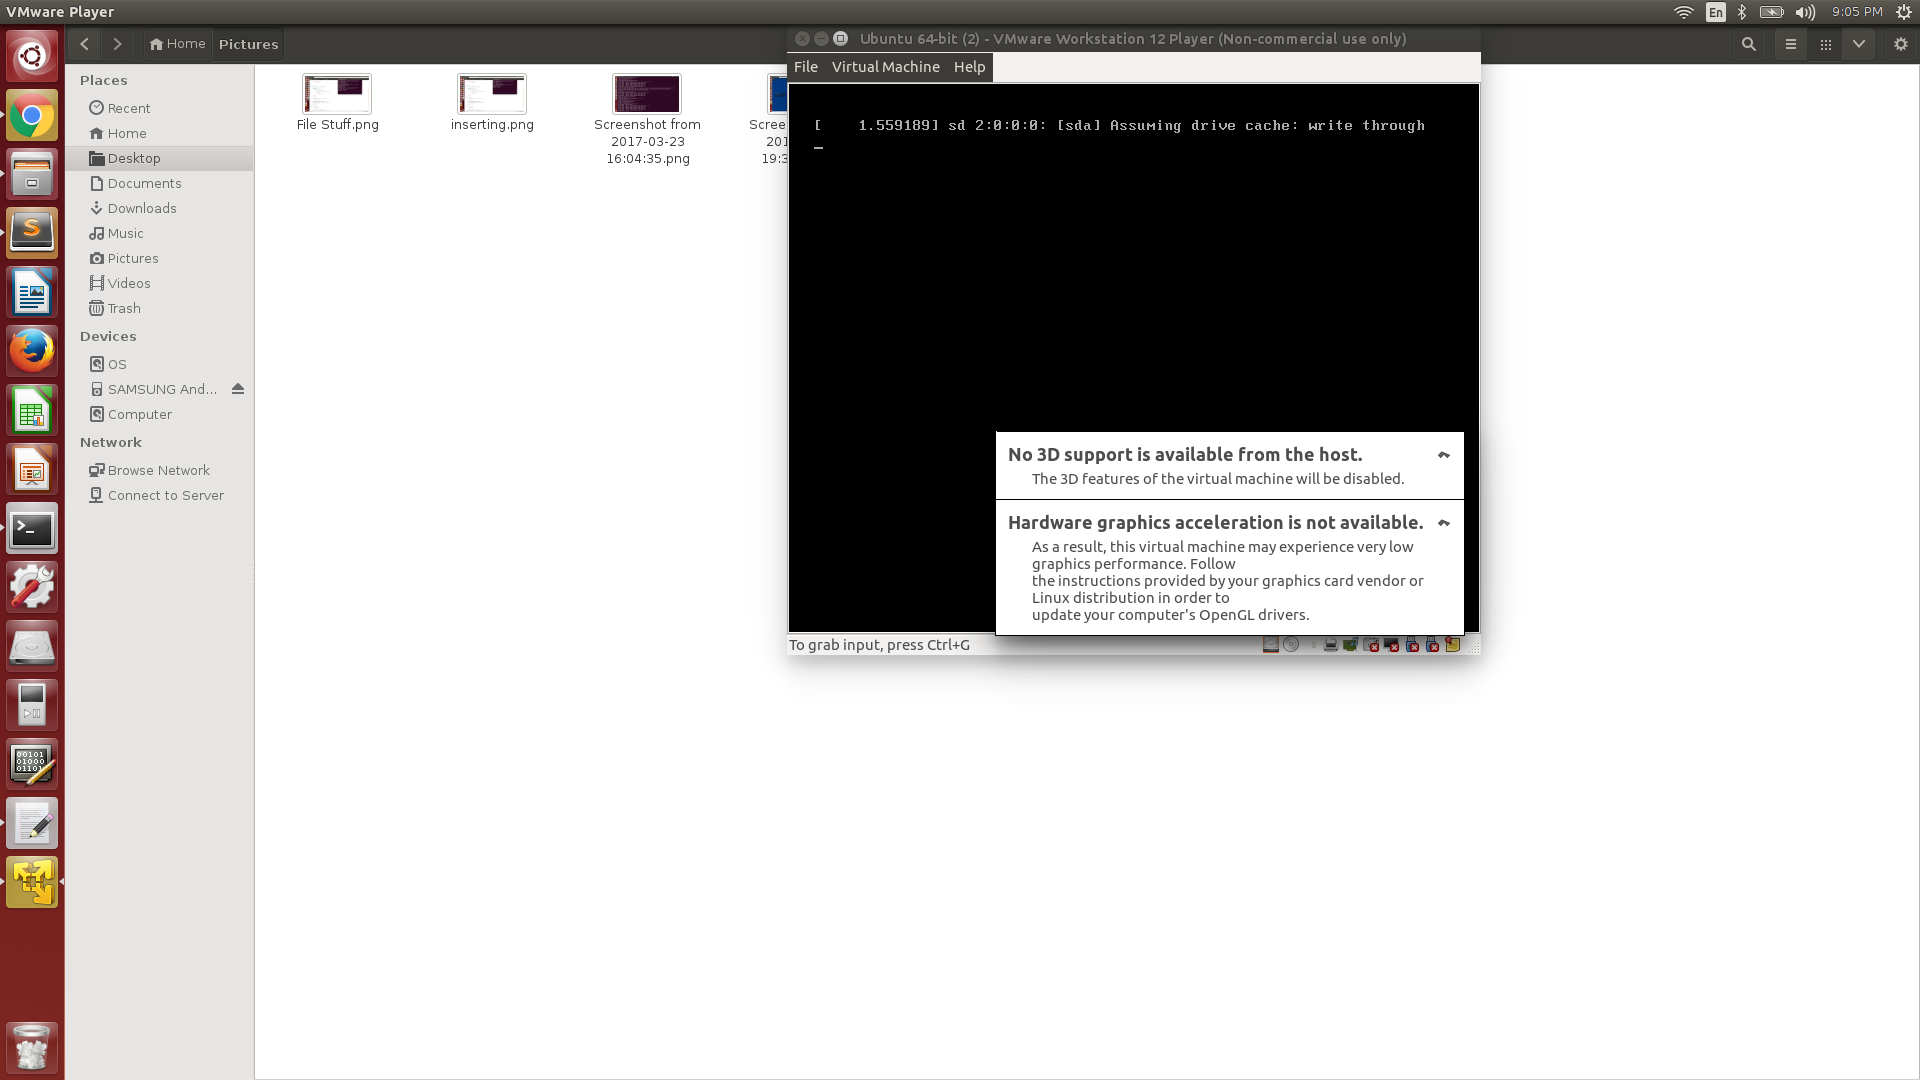 VMware Player
En
9:05 PM
Home
Pictures
Places
Recent
Home
Desktop
Documents
Downloads
Music
Pictures
Videos
Trash
Devices
OS
SAMSUNG And...
Computer
Network
Browse Network
Connect to Server
File Stuff.png
inserting.png
Screenshot from
2017-03-23
16:04:35.png
Scree
201
19:3
Ubuntu 64-bit (2) - VMware Workstation 12 Player (Non-commercial use only)
File Virtual Machine Help
[    1.559189] sd 2:0:0:0: [sda] Assuming drive cache: write through
No 3D support is available from the host.
The 3D features of the virtual machine will be disabled.
Hardware graphics acceleration is not available.
As a result, this virtual machine may experience very low
graphics performance. Follow
the instructions provided by your graphics card vendor or
Linux distribution in order to
update your computer's OpenGL drivers.
To grab input, press Ctrl+G